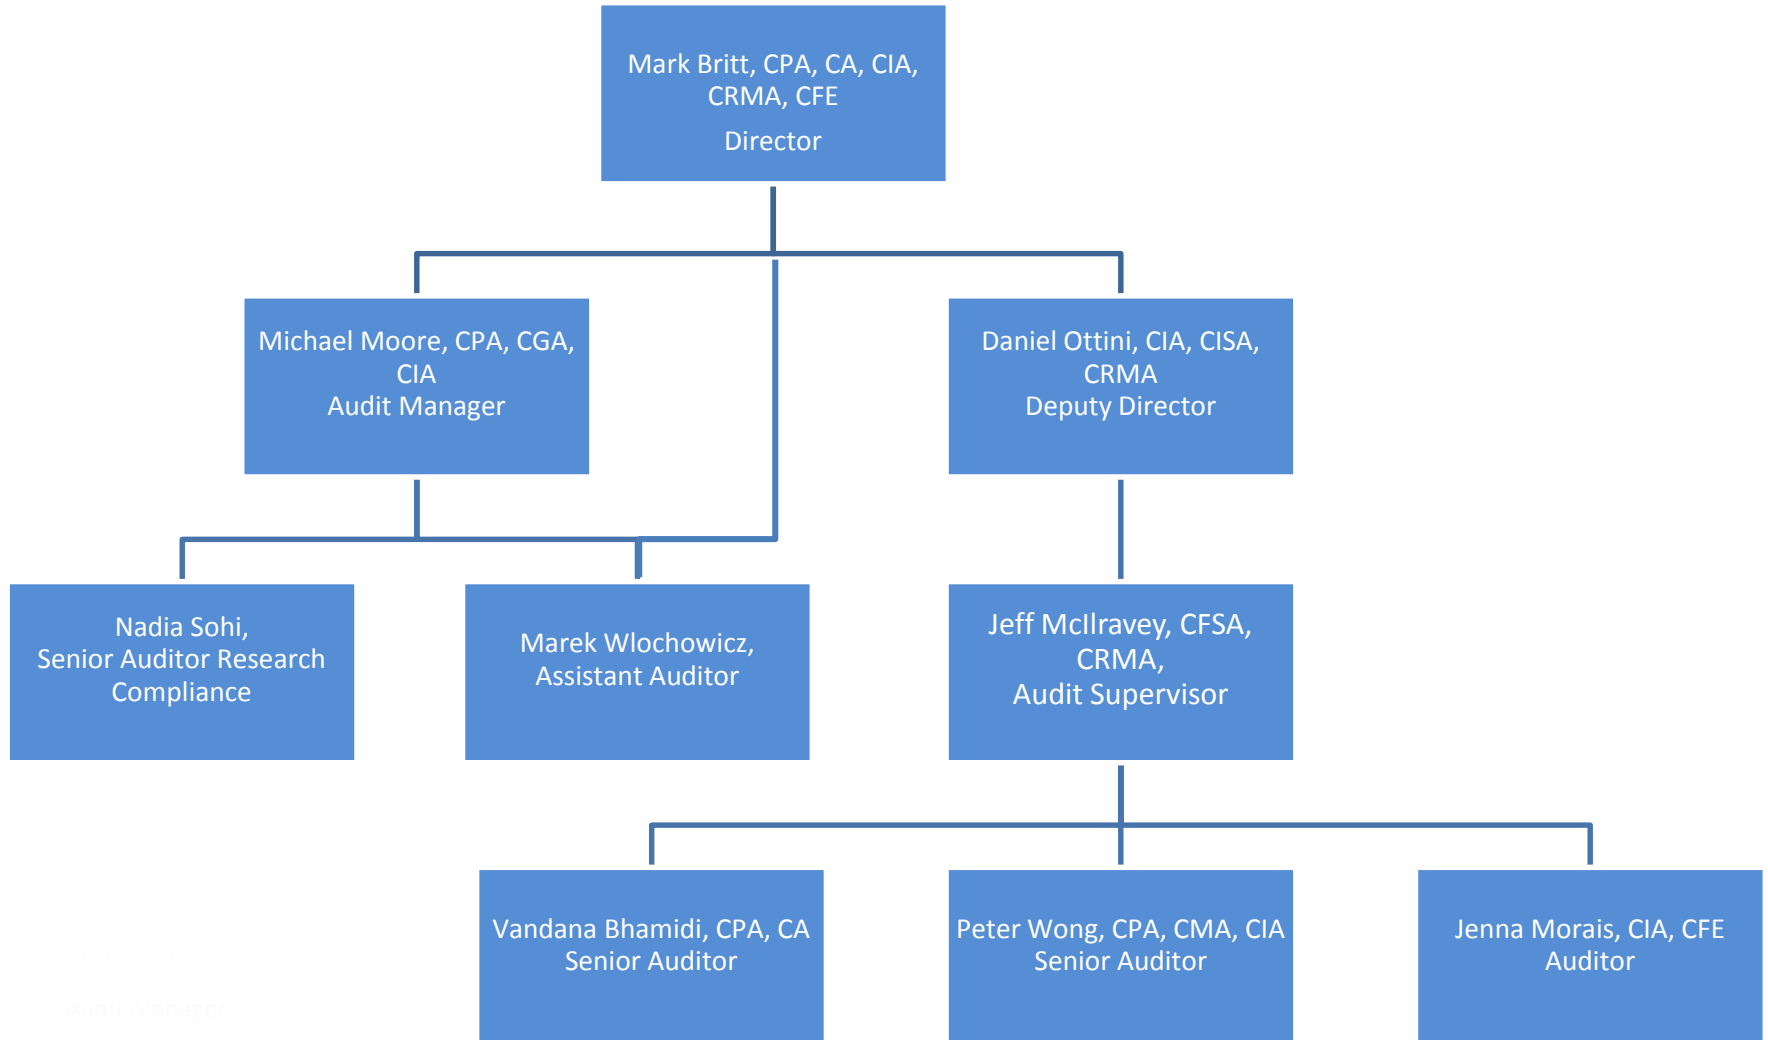 Mark Britt, CPA, CA, CIA,
CRMA, CFE
Director
Michael Moore, CPA, CGA,
CIA
Audit Manager
Daniel Ottini, CIA, CISA,
CRMA
Deputy Director
Nadia Sohi,
Senior Auditor Research
Compliance
Marek Wlochowicz,
Assistant Auditor
Jeff McIlravey, CFSA,
CRMA,
Audit Supervisor
Vandana Bhamidi, CPA, CA
Senior Auditor
Peter Wong, CPA, CMA, CIA
Senior Auditor
Jenna Morais, CIA, CFE
Auditor